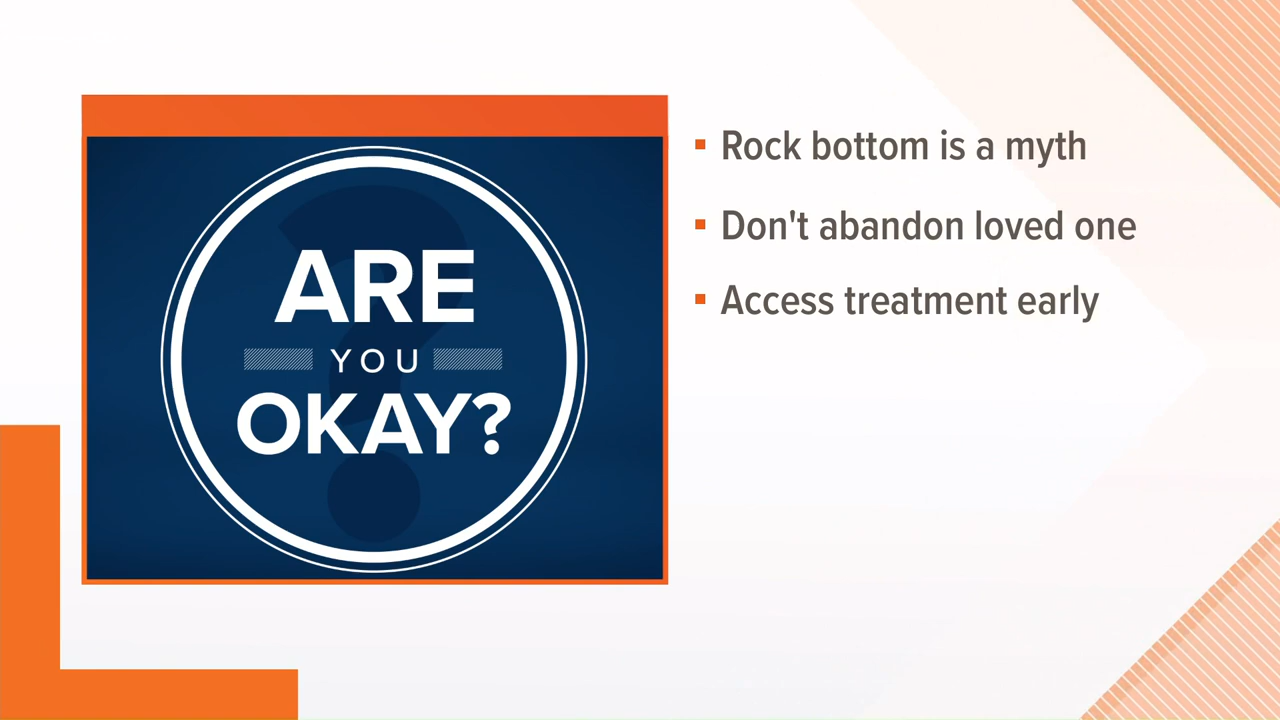 ARE
YOU
OKAY?
Rock bottom is a myth
Don't abandon loved one
Access treatment early